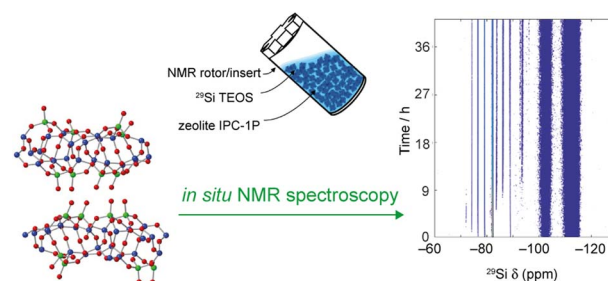 NMR rotor/insert
²⁹Si TEOS
zeolite IPC-1P
in situ NMR spectroscopy
Time / h
36
27
18
9
0
−60
−80
−100
−120
²⁹Si δ (ppm)